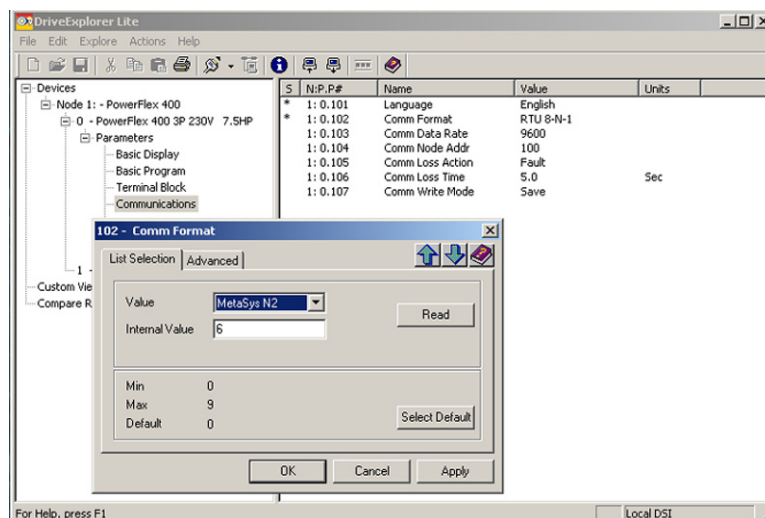 DriveExplorer Lite
File Edit Explore Actions Help
Devices
Node 1: - PowerFlex 400
0 - PowerFlex 400 3P 230V 7.5HP
Parameters
Basic Display
Basic Program
Terminal Block
Communications
1 -
Custom Vie
Compare R
S N:P.P# Name Value Units
* 1: 0.101 Language English
* 1: 0.102 Comm Format RTU 8-N-1
1: 0.103 Comm Data Rate 9600
1: 0.104 Comm Node Addr 100
1: 0.105 Comm Loss Action Fault
1: 0.106 Comm Loss Time 5.0 Sec
1: 0.107 Comm Write Mode Save
102 - Comm Format
List Selection Advanced
Value MetaSys N2
Internal Value 6
Read
Min 0
Max 9
Default 0
Select Default
OK Cancel Apply
For Help, press F1 Local DSI